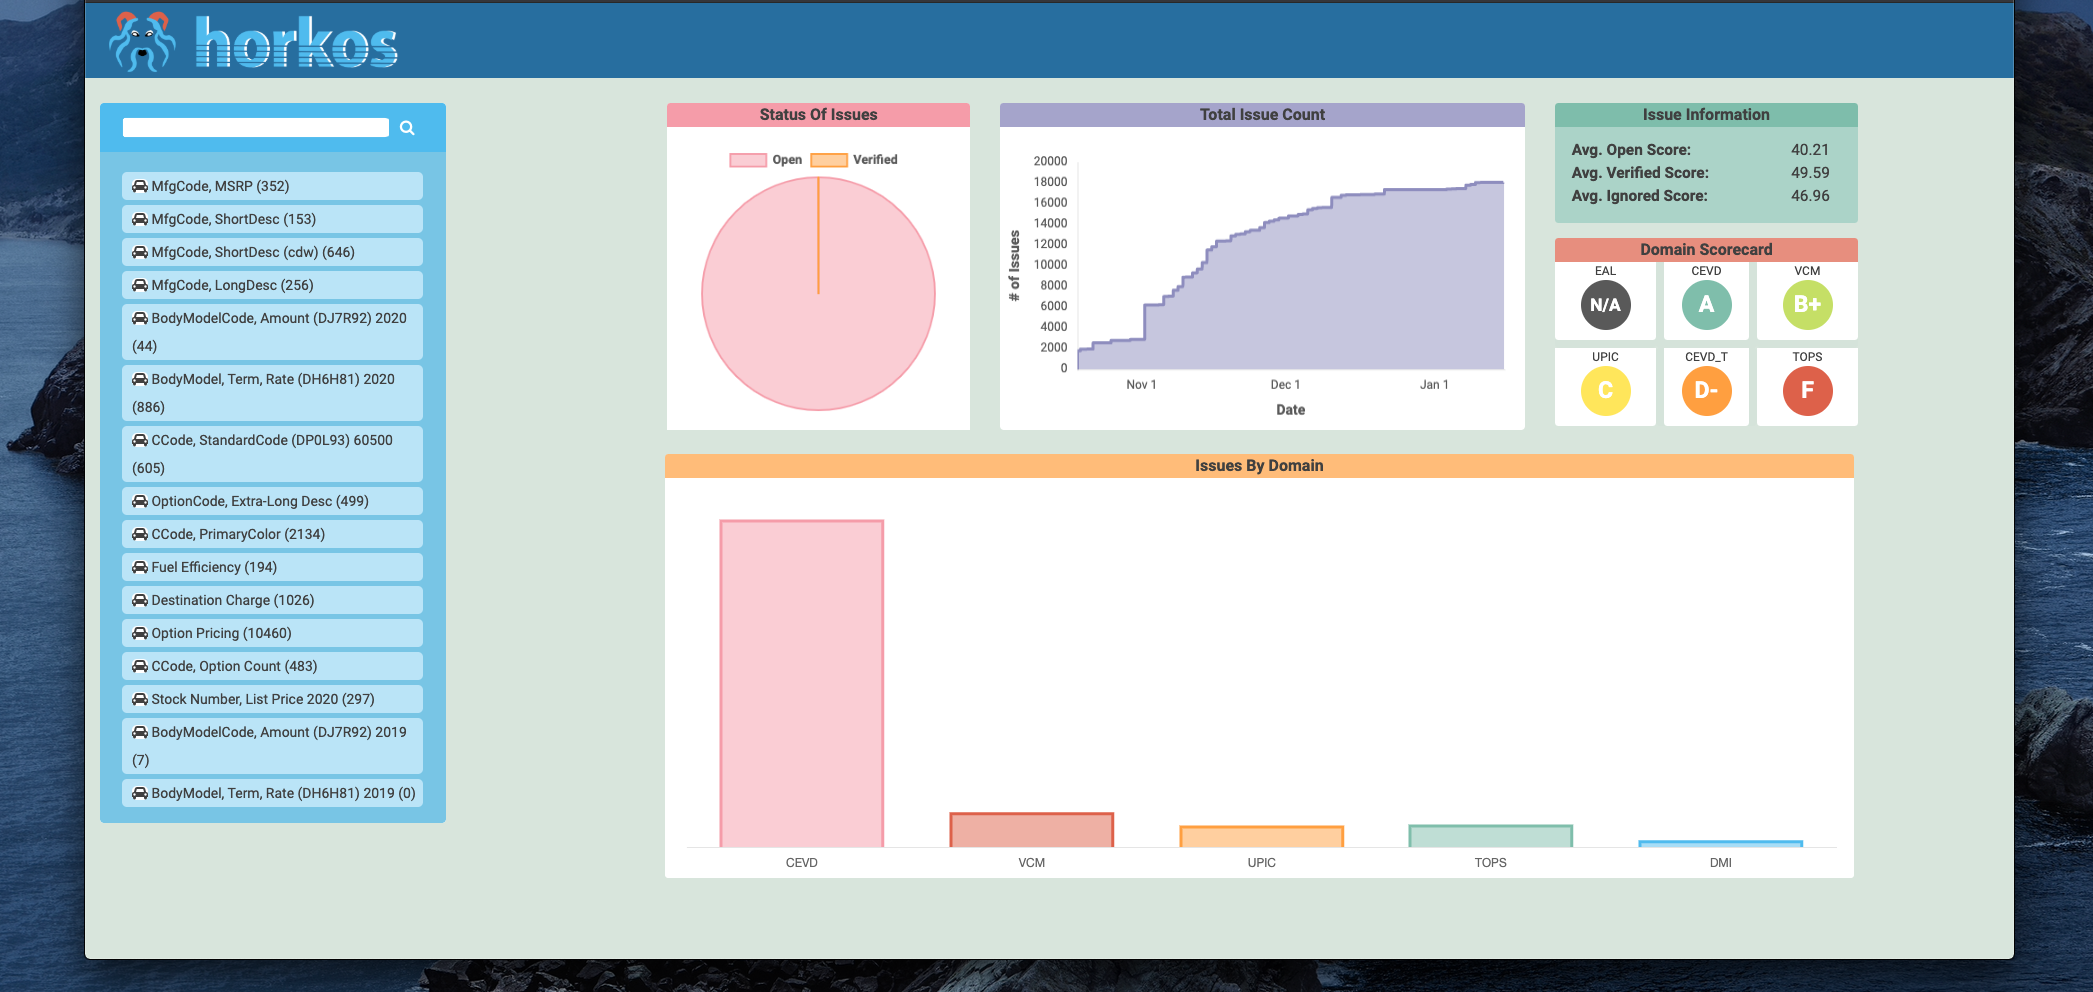 horkos
MfgCode, MSRP (352)
MfgCode, ShortDesc (153)
MfgCode, ShortDesc (cdw) (646)
MfgCode, LongDesc (256)
BodyModelCode, Amount (DJ7R92) 2020
(44)
BodyModel, Term, Rate (DH6H81) 2020
(886)
CCode, StandardCode (DP0L93) 60500
(605)
OptionCode, Extra-Long Desc (499)
CCode, PrimaryColor (2134)
Fuel Efficiency (194)
Destination Charge (1026)
Option Pricing (10460)
CCode, Option Count (483)
Stock Number, List Price 2020 (297)
BodyModelCode, Amount (DJ7R92) 2019
(7)
BodyModel, Term, Rate (DH6H81) 2019 (0)
Status Of Issues
Open Verified
Total Issue Count
# of Issues
20000
18000
16000
14000
12000
10000
8000
6000
4000
2000
0
Nov 1 Dec 1 Jan 1
Date
Issue Information
Avg. Open Score: 40.21
Avg. Verified Score: 49.59
Avg. Ignored Score: 46.96
Domain Scorecard
EAL CEVD VCM
N/A A B+
UPIC CEVD_T TOPS
C D- F
Issues By Domain
CEVD VCM UPIC TOPS DMI